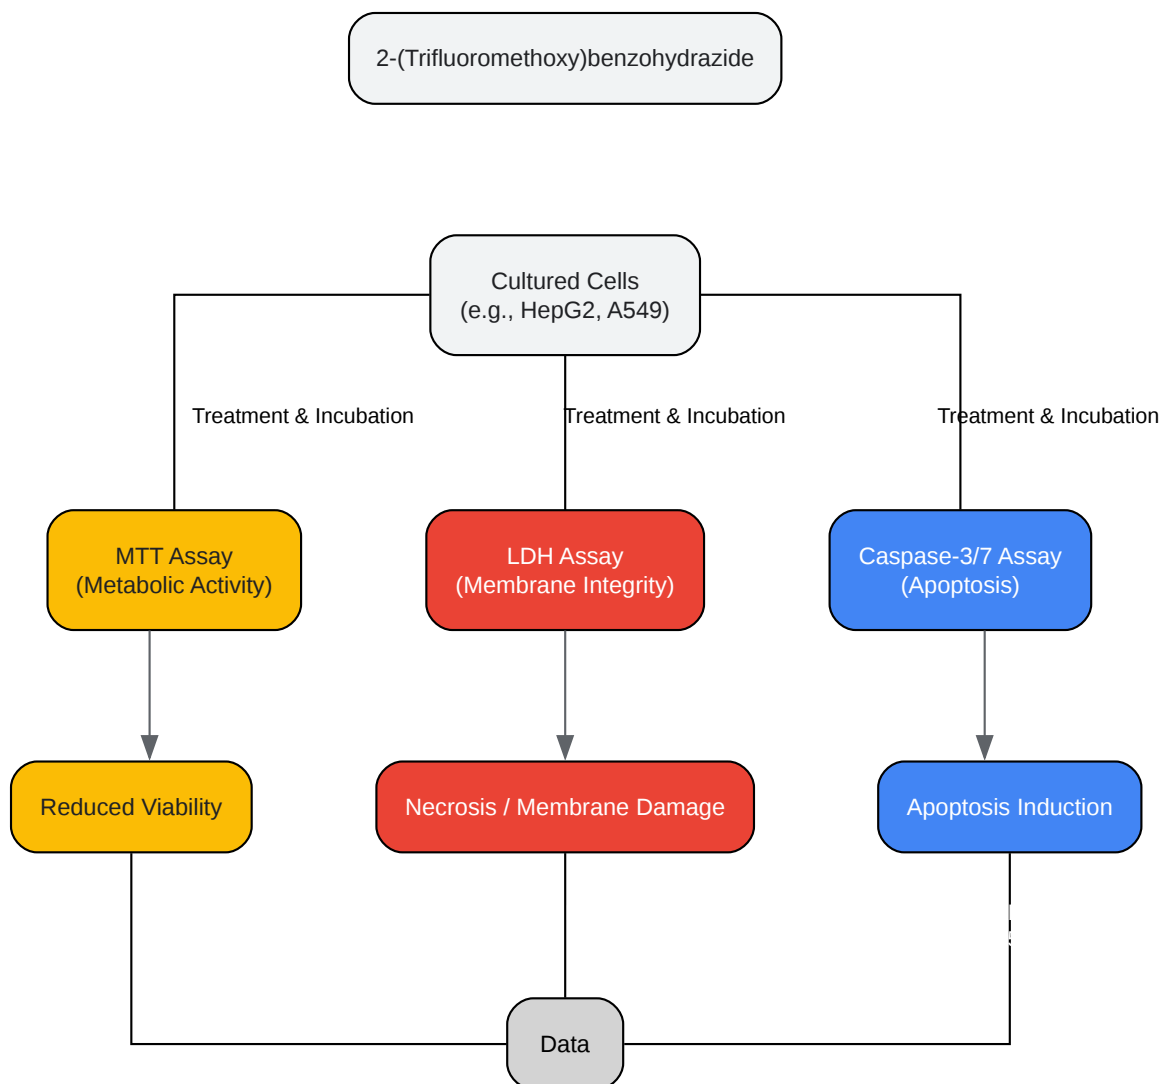 2-(Trifluoromethoxy)benzohydrazide
Cultured Cells
(e.g., HepG2, A549)
Treatment & Incubation
Treatment & Incubation
Treatment & Incubation
MTT Assay
(Metabolic Activity)
LDH Assay
(Membrane Integrity)
Caspase-3/7 Assay
(Apoptosis)
Reduced Viability
Necrosis / Membrane Damage
Apoptosis Induction
Data